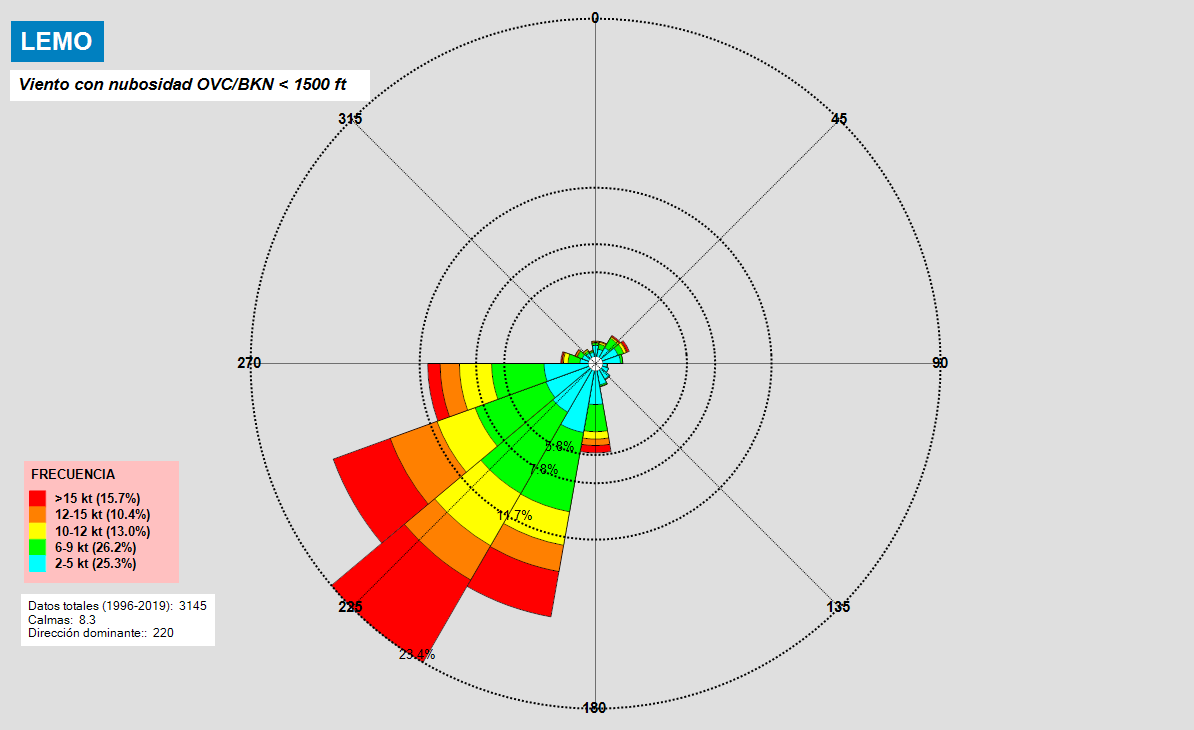 LEMO
Viento con nubosidad OVC/BKN < 1500 ft
0
315
45
270
90
5.8%
7.8%
11.7%
FRECUENCIA
>15 kt (15.7%)
12-15 kt (10.4%)
10-12 kt (13.0%)
6-9 kt (26.2%)
2-5 kt (25.3%)
Datos totales (1996-2019): 3145
Calmas: 8.3
Dirección dominante:: 220
225
135
23.4%
180